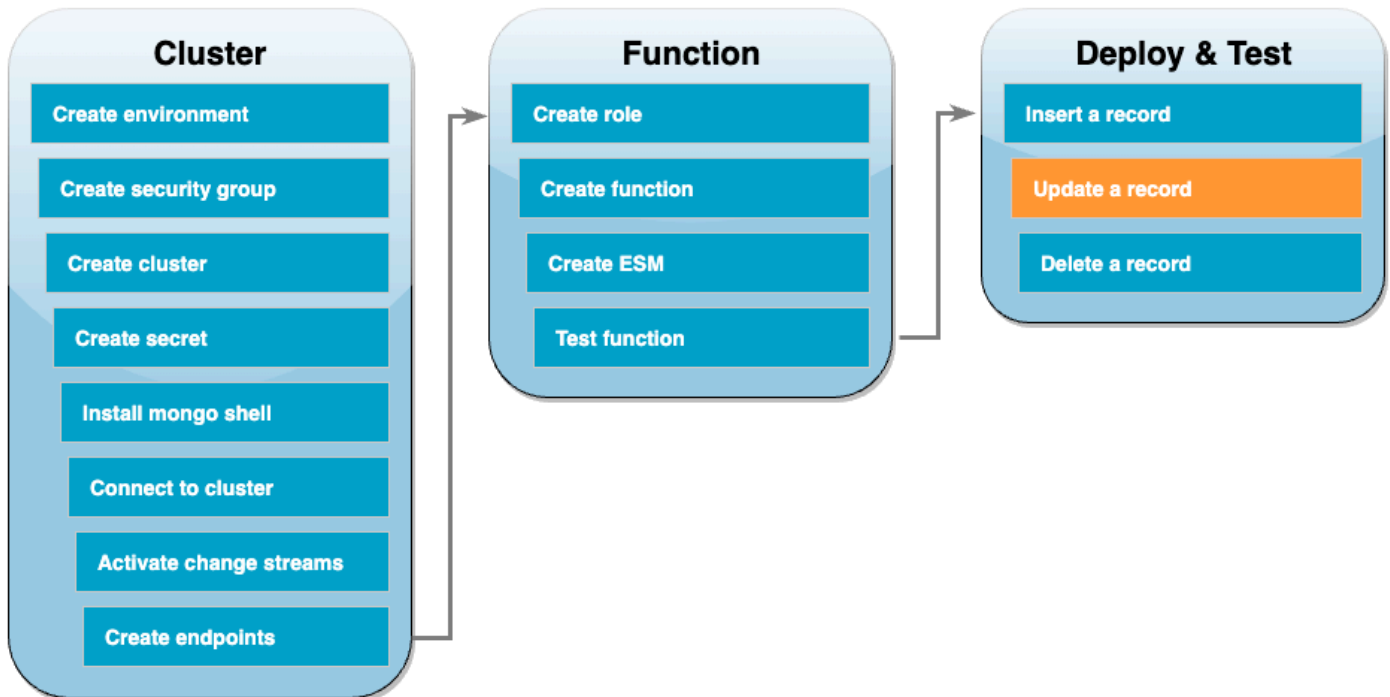 Cluster
Create environment
Create security group
Create cluster
Create secret
Install mongo shell
Connect to cluster
Activate change streams
Create endpoints
Function
Create role
Create function
Create ESM
Test function
Deploy & Test
Insert a record
Update a record
Delete a record